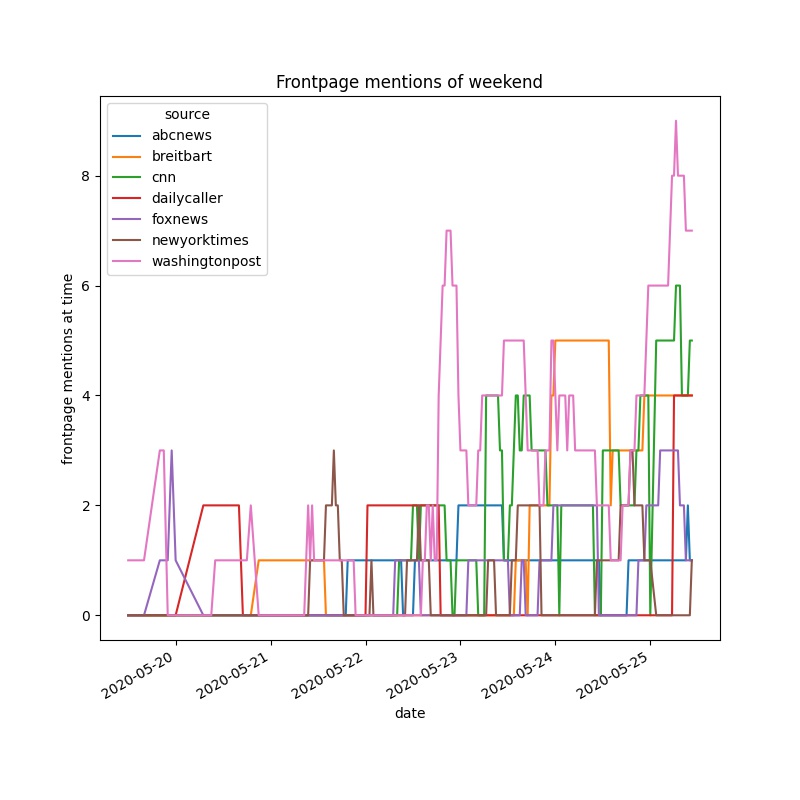 Frontpage mentions of weekend
source
abcnews
breitbart
cnn
dailycaller
foxnews
newyorktimes
washingtonpost
frontpage mentions at time
8
6
4
2
0
2020-05-20
2020-05-21
2020-05-22
2020-05-23
2020-05-24
2020-05-25
date